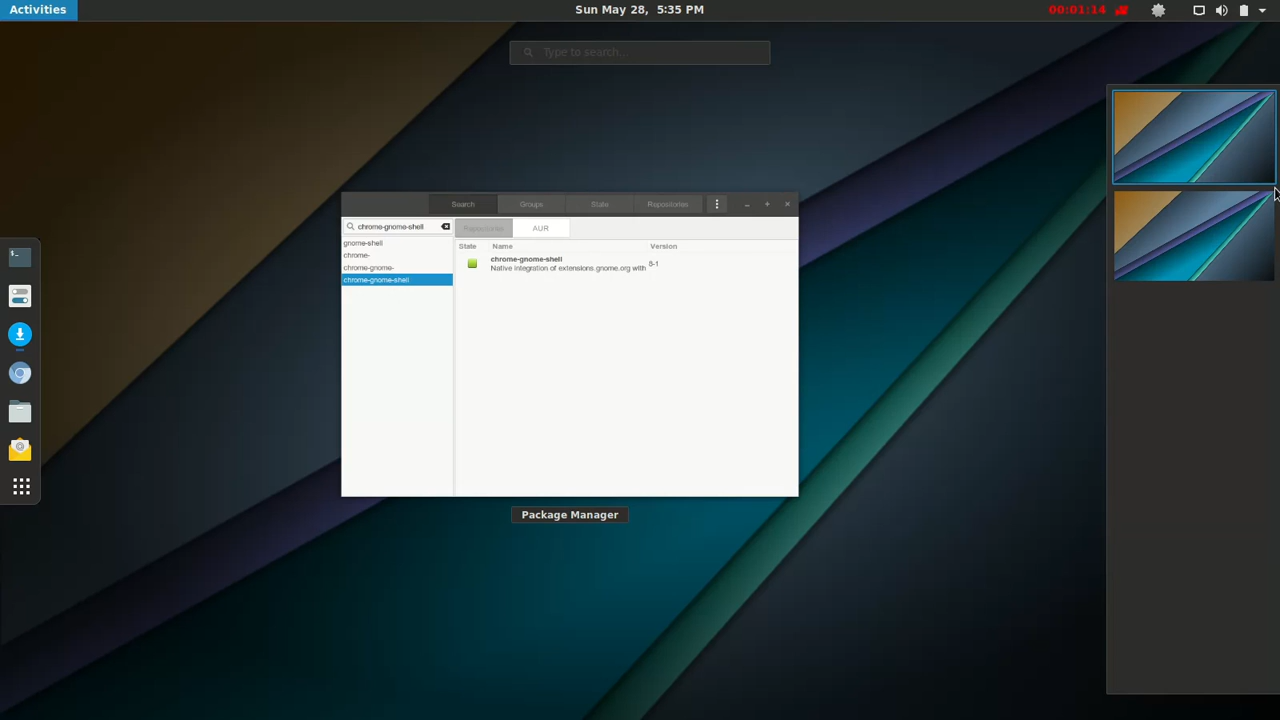 Activities
Sun May 28, 5:35 PM
00:01:14
Type to search...
Search
Groups
State
Repositories
chrome-gnome-shell
Repositories
AUR
gnome-shell
chrome-
chrome-gnome-
chrome-gnome-shell
State
Name
Version
chrome-gnome-shell
Native integration of extensions.gnome.org with
8-1
Package Manager